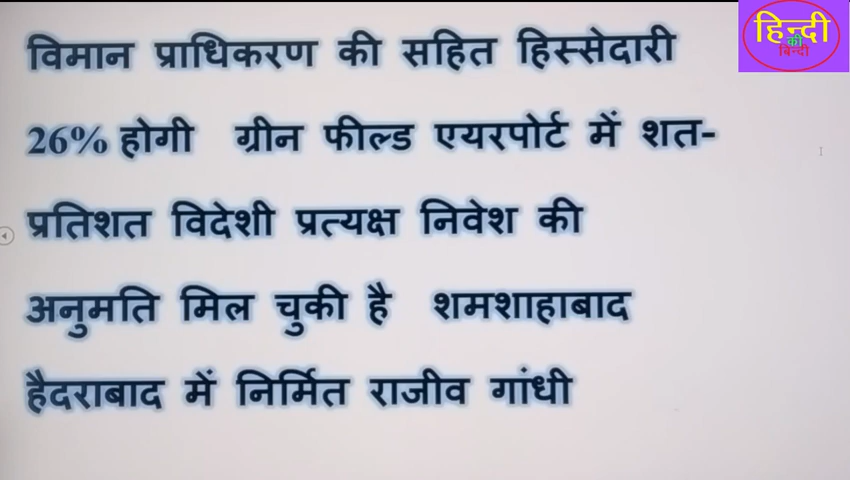 हिन्दी
की
बिन्दी
विमान प्राधिकरण की सहित हिस्सेदारी
26% होगी ग्रीन फील्ड एयरपोर्ट में शत-
प्रतिशत विदेशी प्रत्यक्ष निवेश की
अनुमति मिल चुकी है शमशाहाबाद
हैदराबाद में निर्मित राजीव गांधी